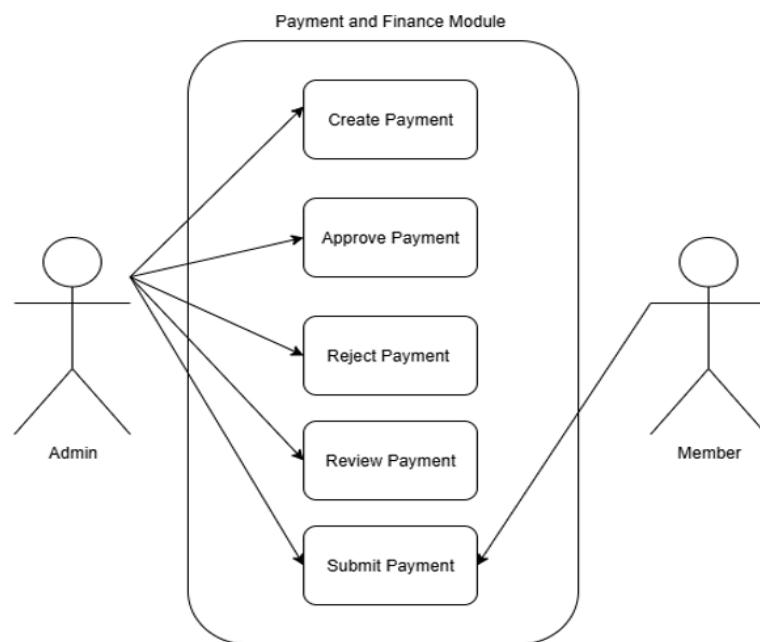 Payment and Finance Module
Create Payment
Approve Payment
Reject Payment
Admin
Review Payment
Member
Submit Payment